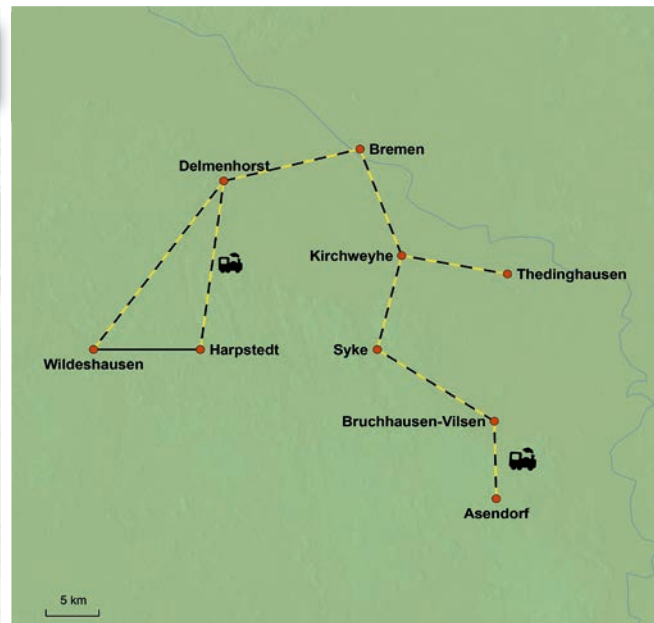 Bremen
Delmenhorst
Kirchweyhe
Thedinghausen
Wildeshausen
Harpstedt
Syke
Bruchhausen-Vilsen
Asendorf
5 km